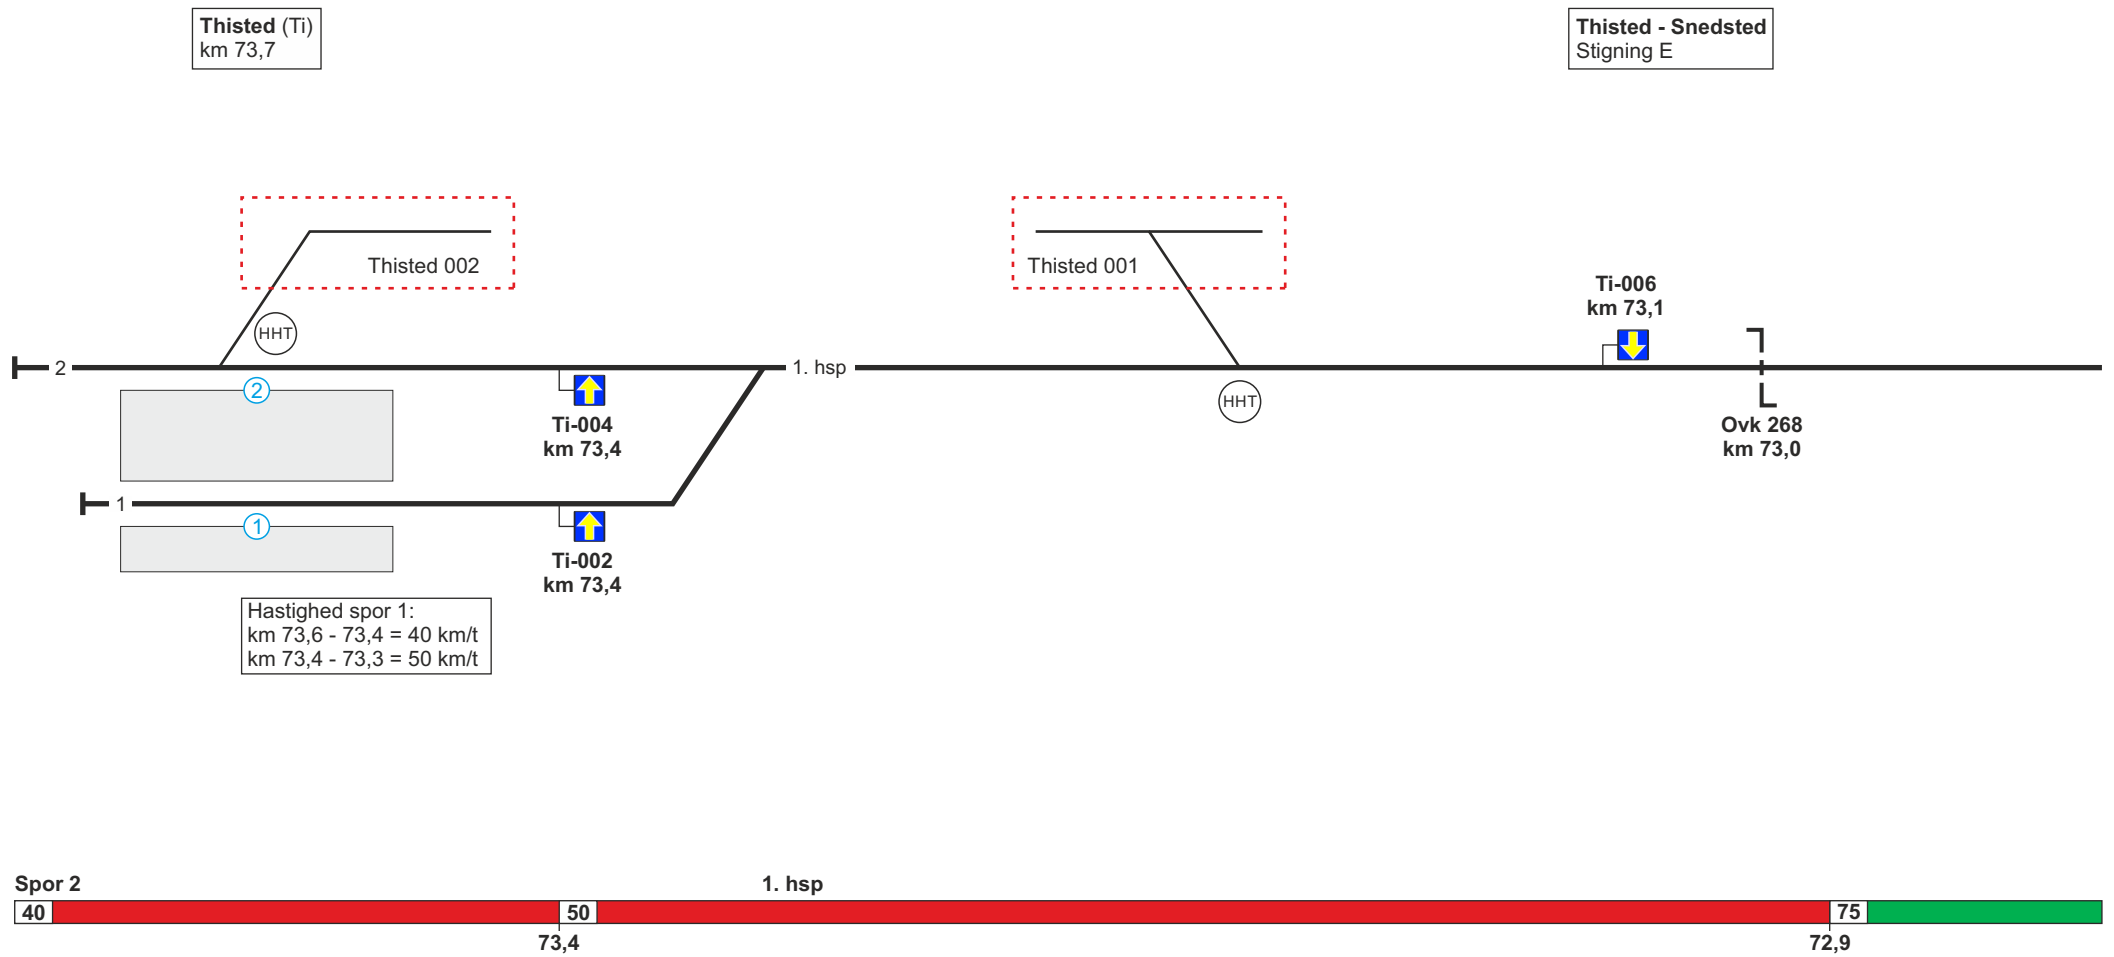 Thisted (Ti)
km 73,7
Thisted - Snedsted
Stigning E
Thisted 002
Thisted 001
HHT
Ti-006
km 73,1
2
1. hsp
2
HHT
Ti-004
km 73,4
Ovk 268
km 73,0
1
1
Ti-002
km 73,4
Hastighed spor 1:
km 73,6 - 73,4 = 40 km/t
km 73,4 - 73,3 = 50 km/t
Spor 2
1. hsp
40
50
75
73,4
72,9